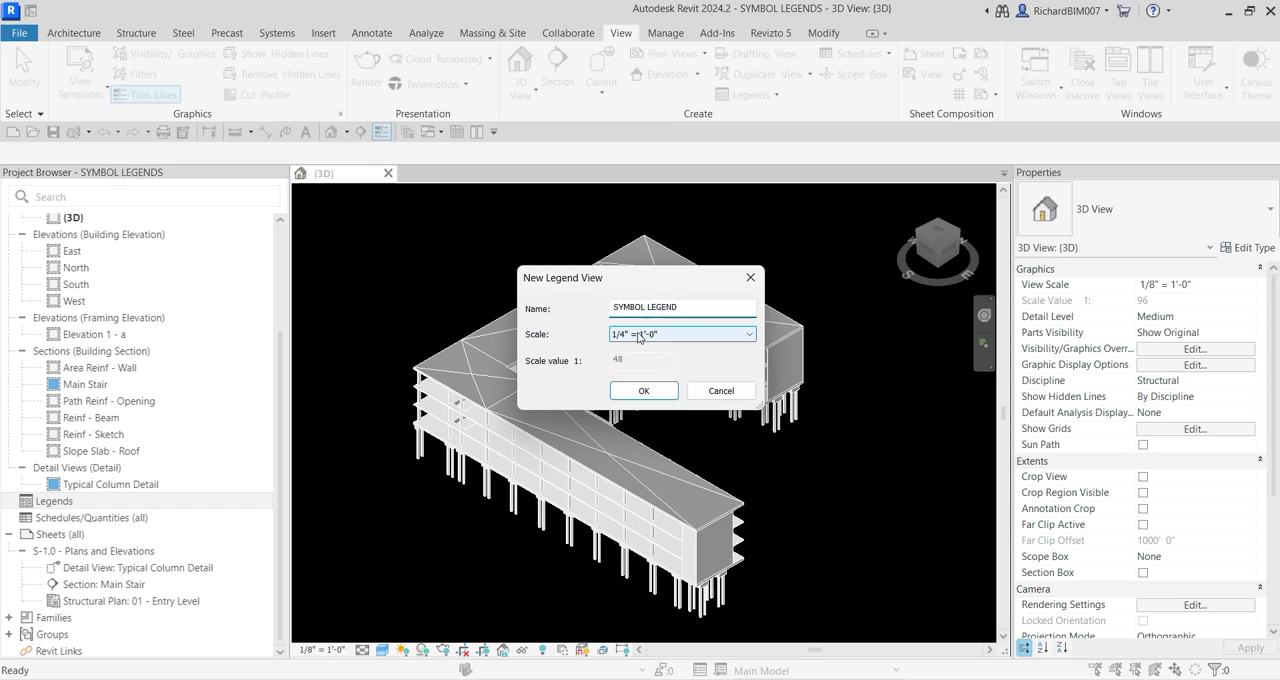 Autodesk Revit 2024.2 - SYMBOL LEGENDS - 3D View: {3D}
RichardBIM007
File Architecture Structure Steel Precast Systems Insert Annotate Analyze Massing & Site Collaborate View Manage Add-Ins Revizto 5 Modify
Modify
View Templates
Visibility/ Graphics
Filters
Thin Lines
Show Hidden Lines
Remove Hidden Lines
Cut Profile
Render
Cloud Rendering
Twinmotion
3D View
Section
Callout
Plan Views
Elevation
Drafting View
Duplicate View
Legends
Schedules
Scope Box
Sheet
View
Switch Windows
Close Inactive
Tab Views
Tile Views
User Interface
Canvas Theme
Select Graphics Presentation Create Sheet Composition Windows
Project Browser - SYMBOL LEGENDS
Search
{3D}
Elevations (Building Elevation)
East
North
South
West
Elevations (Framing Elevation)
Elevation 1 - a
Sections (Building Section)
Area Reinf - Wall
Main Stair
Path Reinf - Opening
Reinf - Beam
Reinf - Sketch
Slope Slab - Roof
Detail Views (Detail)
Typical Column Detail
Legends
Schedules/Quantities (all)
Sheets (all)
S-1.0 - Plans and Elevations
Detail View: Typical Column Detail
Section: Main Stair
Structural Plan: 01 - Entry Level
Families
Groups
Revit Links
{3D}
New Legend View
Name: SYMBOL LEGEND
Scale: 1/4" = 1'-0"
Scale value 1: 48
OK Cancel
S E
1/8" = 1'-0"
Properties
3D View
3D View: {3D} Edit Type
Graphics
View Scale 1/8" = 1'-0"
Scale Value 1: 96
Detail Level Medium
Parts Visibility Show Original
Visibility/Graphics Overr... Edit...
Graphic Display Options Edit...
Discipline Structural
Show Hidden Lines By Discipline
Default Analysis Display... None
Show Grids Edit...
Sun Path
Extents
Crop View
Crop Region Visible
Annotation Crop
Far Clip Active
Far Clip Offset 1000' 0"
Scope Box None
Section Box
Camera
Rendering Settings Edit...
Locked Orientation
Projection Mode Orthographic
Apply
Ready
:0
Main Model
:0